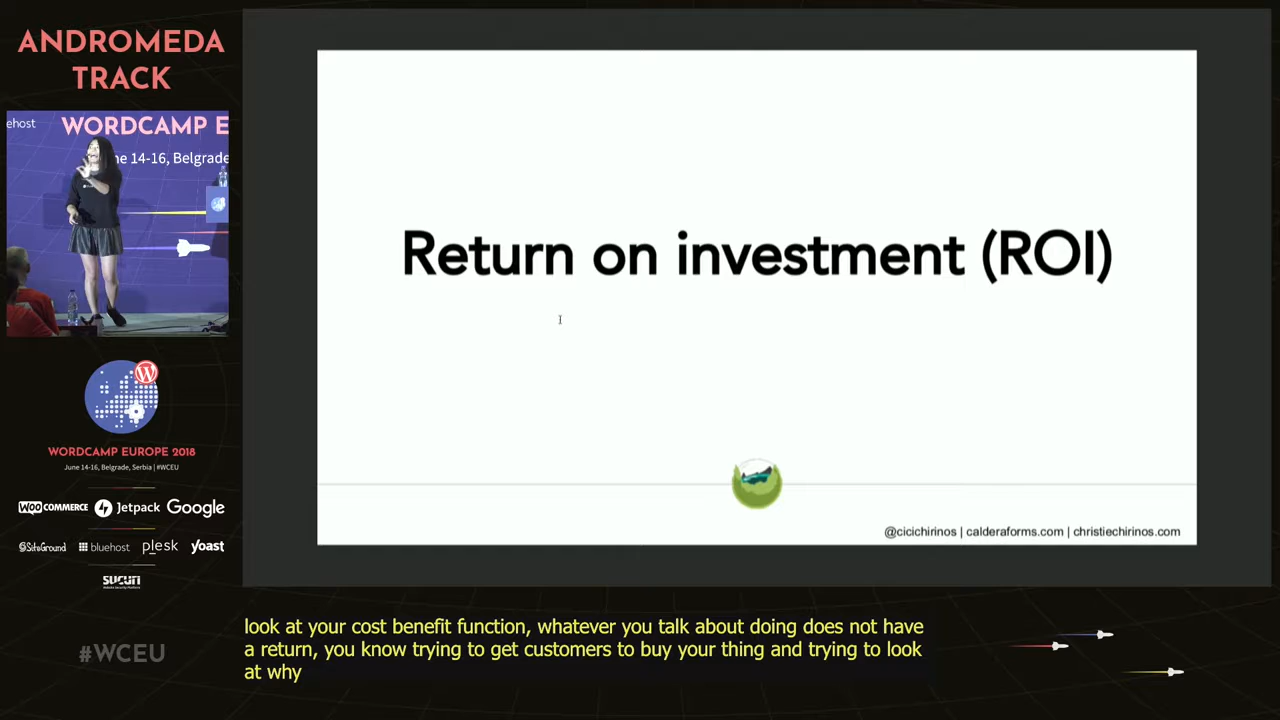 ANDROMEDA
TRACK
ehost
WORDCAMP E
ne 14-16, Belgrade
WORDCAMP EUROPE 2018
June 14-16, Belgrade, Serbia | #WCEU
WOO COMMERCE Jetpack Google
SiteGround bluehost plesk yoast
SUCURI
#WCEU
Return on investment (ROI)
@cicichirinos | calderaforms.com | christiechirinos.com
look at your cost benefit function, whatever you talk about doing does not have
a return, you know trying to get customers to buy your thing and trying to look
at why